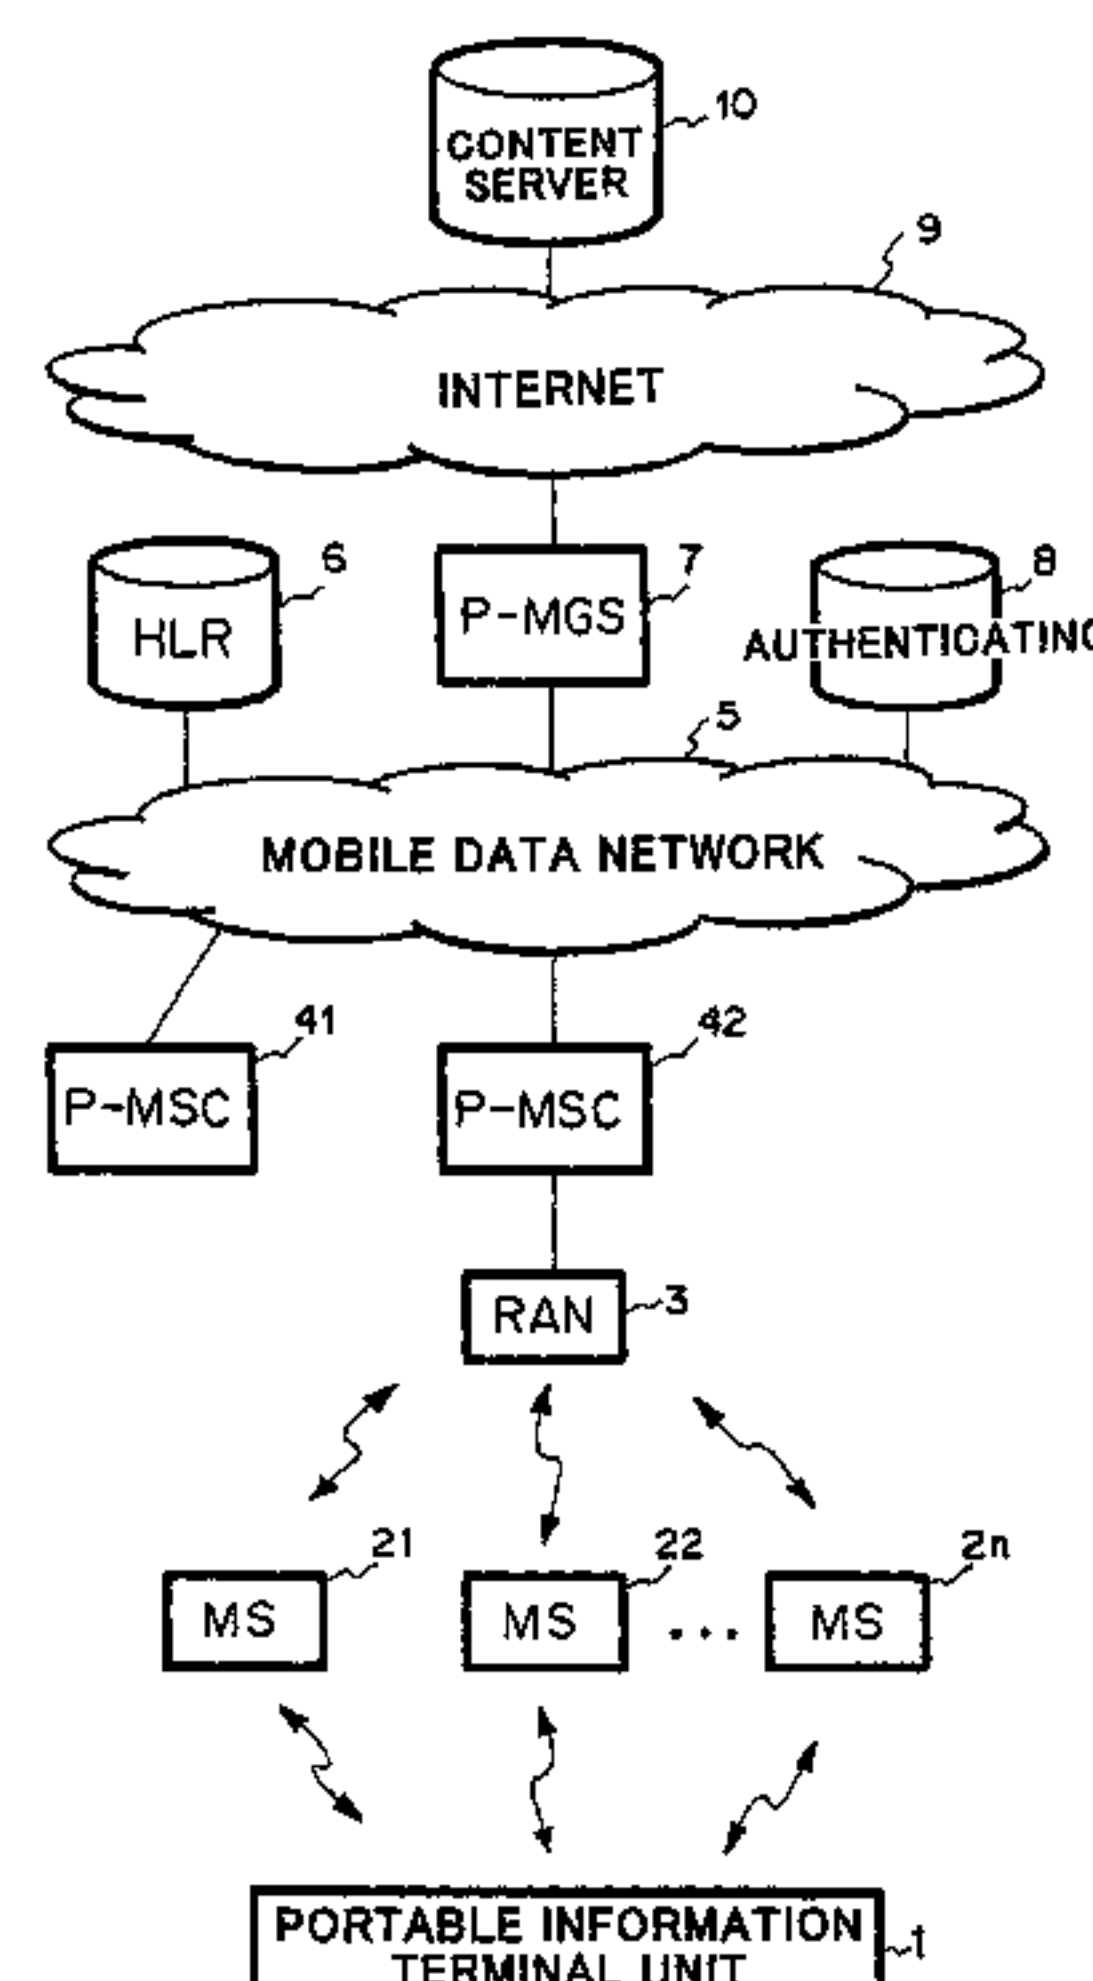 10
CONTENT
SERVER
9
INTERNET
6
7
8
HLR
P-MGS
AUTHENTICATING
5
MOBILE DATA NETWORK
41
42
P-MSC
P-MSC
RAN
3
21
22
2n
MS
MS
...
MS
PORTABLE INFORMATION
TERMINAL UNIT
1